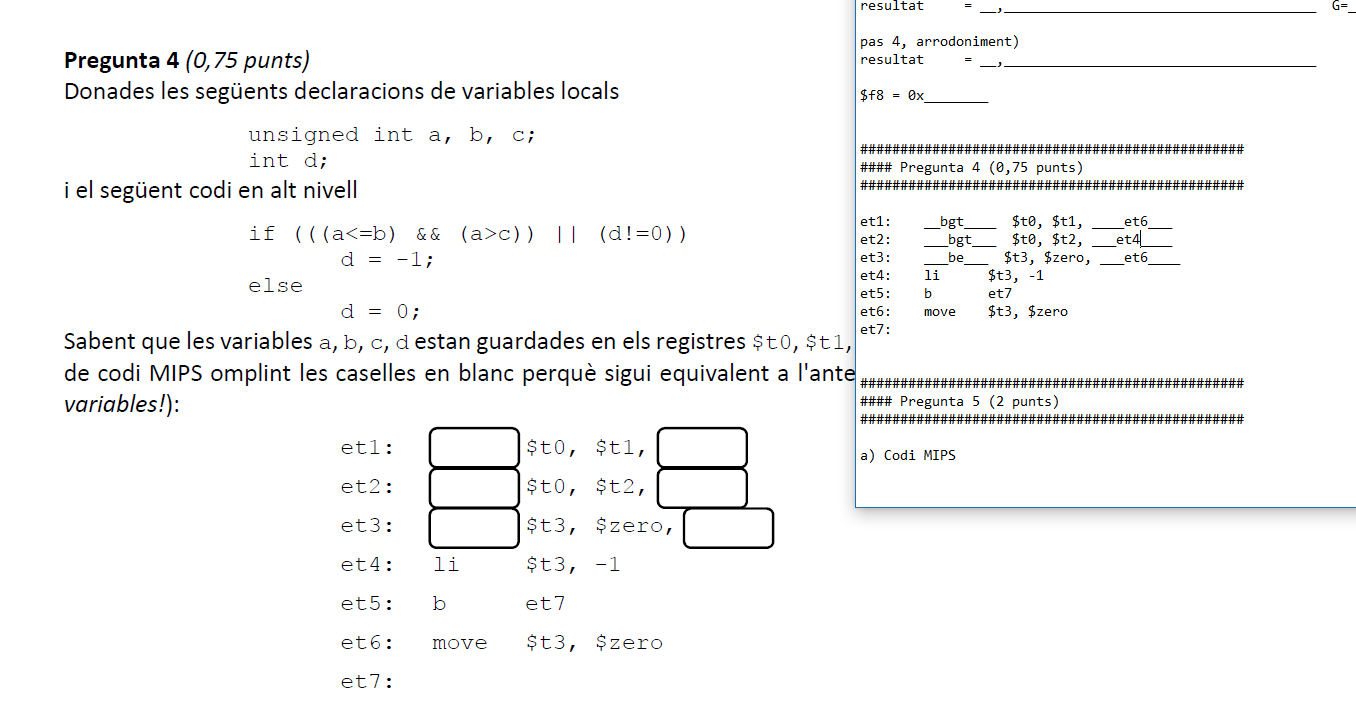 Pregunta 4 (0,75 punts)
Donades les següents declaracions de variables locals
unsigned int a, b, c;
int d;
i el següent codi en alt nivell
if (((a<=b) && (a>c)) || (d!=0))
d = -1;
else
d = 0;
Sabent que les variables a, b, c, d estan guardades en els registres $t0, $t1,
de codi MIPS omplint les caselles en blanc perquè sigui equivalent a l'ante
variables!):
et1: $t0, $t1,
et2: $t0, $t2,
et3: $t3, $zero,
et4: li $t3, -1
et5: b et7
et6: move $t3, $zero
et7:
resultat = __,_______________________________________ G=_
pas 4, arrodoniment)
resultat = __,_______________________________________
$f8 = 0x________
################################################
#### Pregunta 4 (0,75 punts)
################################################
et1: __bgt____ $t0, $t1, ____et6___
et2: ___bgt___ $t0, $t2, ___et4____
et3: ___be___ $t3, $zero, ___et6____
et4: li $t3, -1
et5: b et7
et6: move $t3, $zero
et7:
################################################
#### Pregunta 5 (2 punts)
################################################
a) Codi MIPS